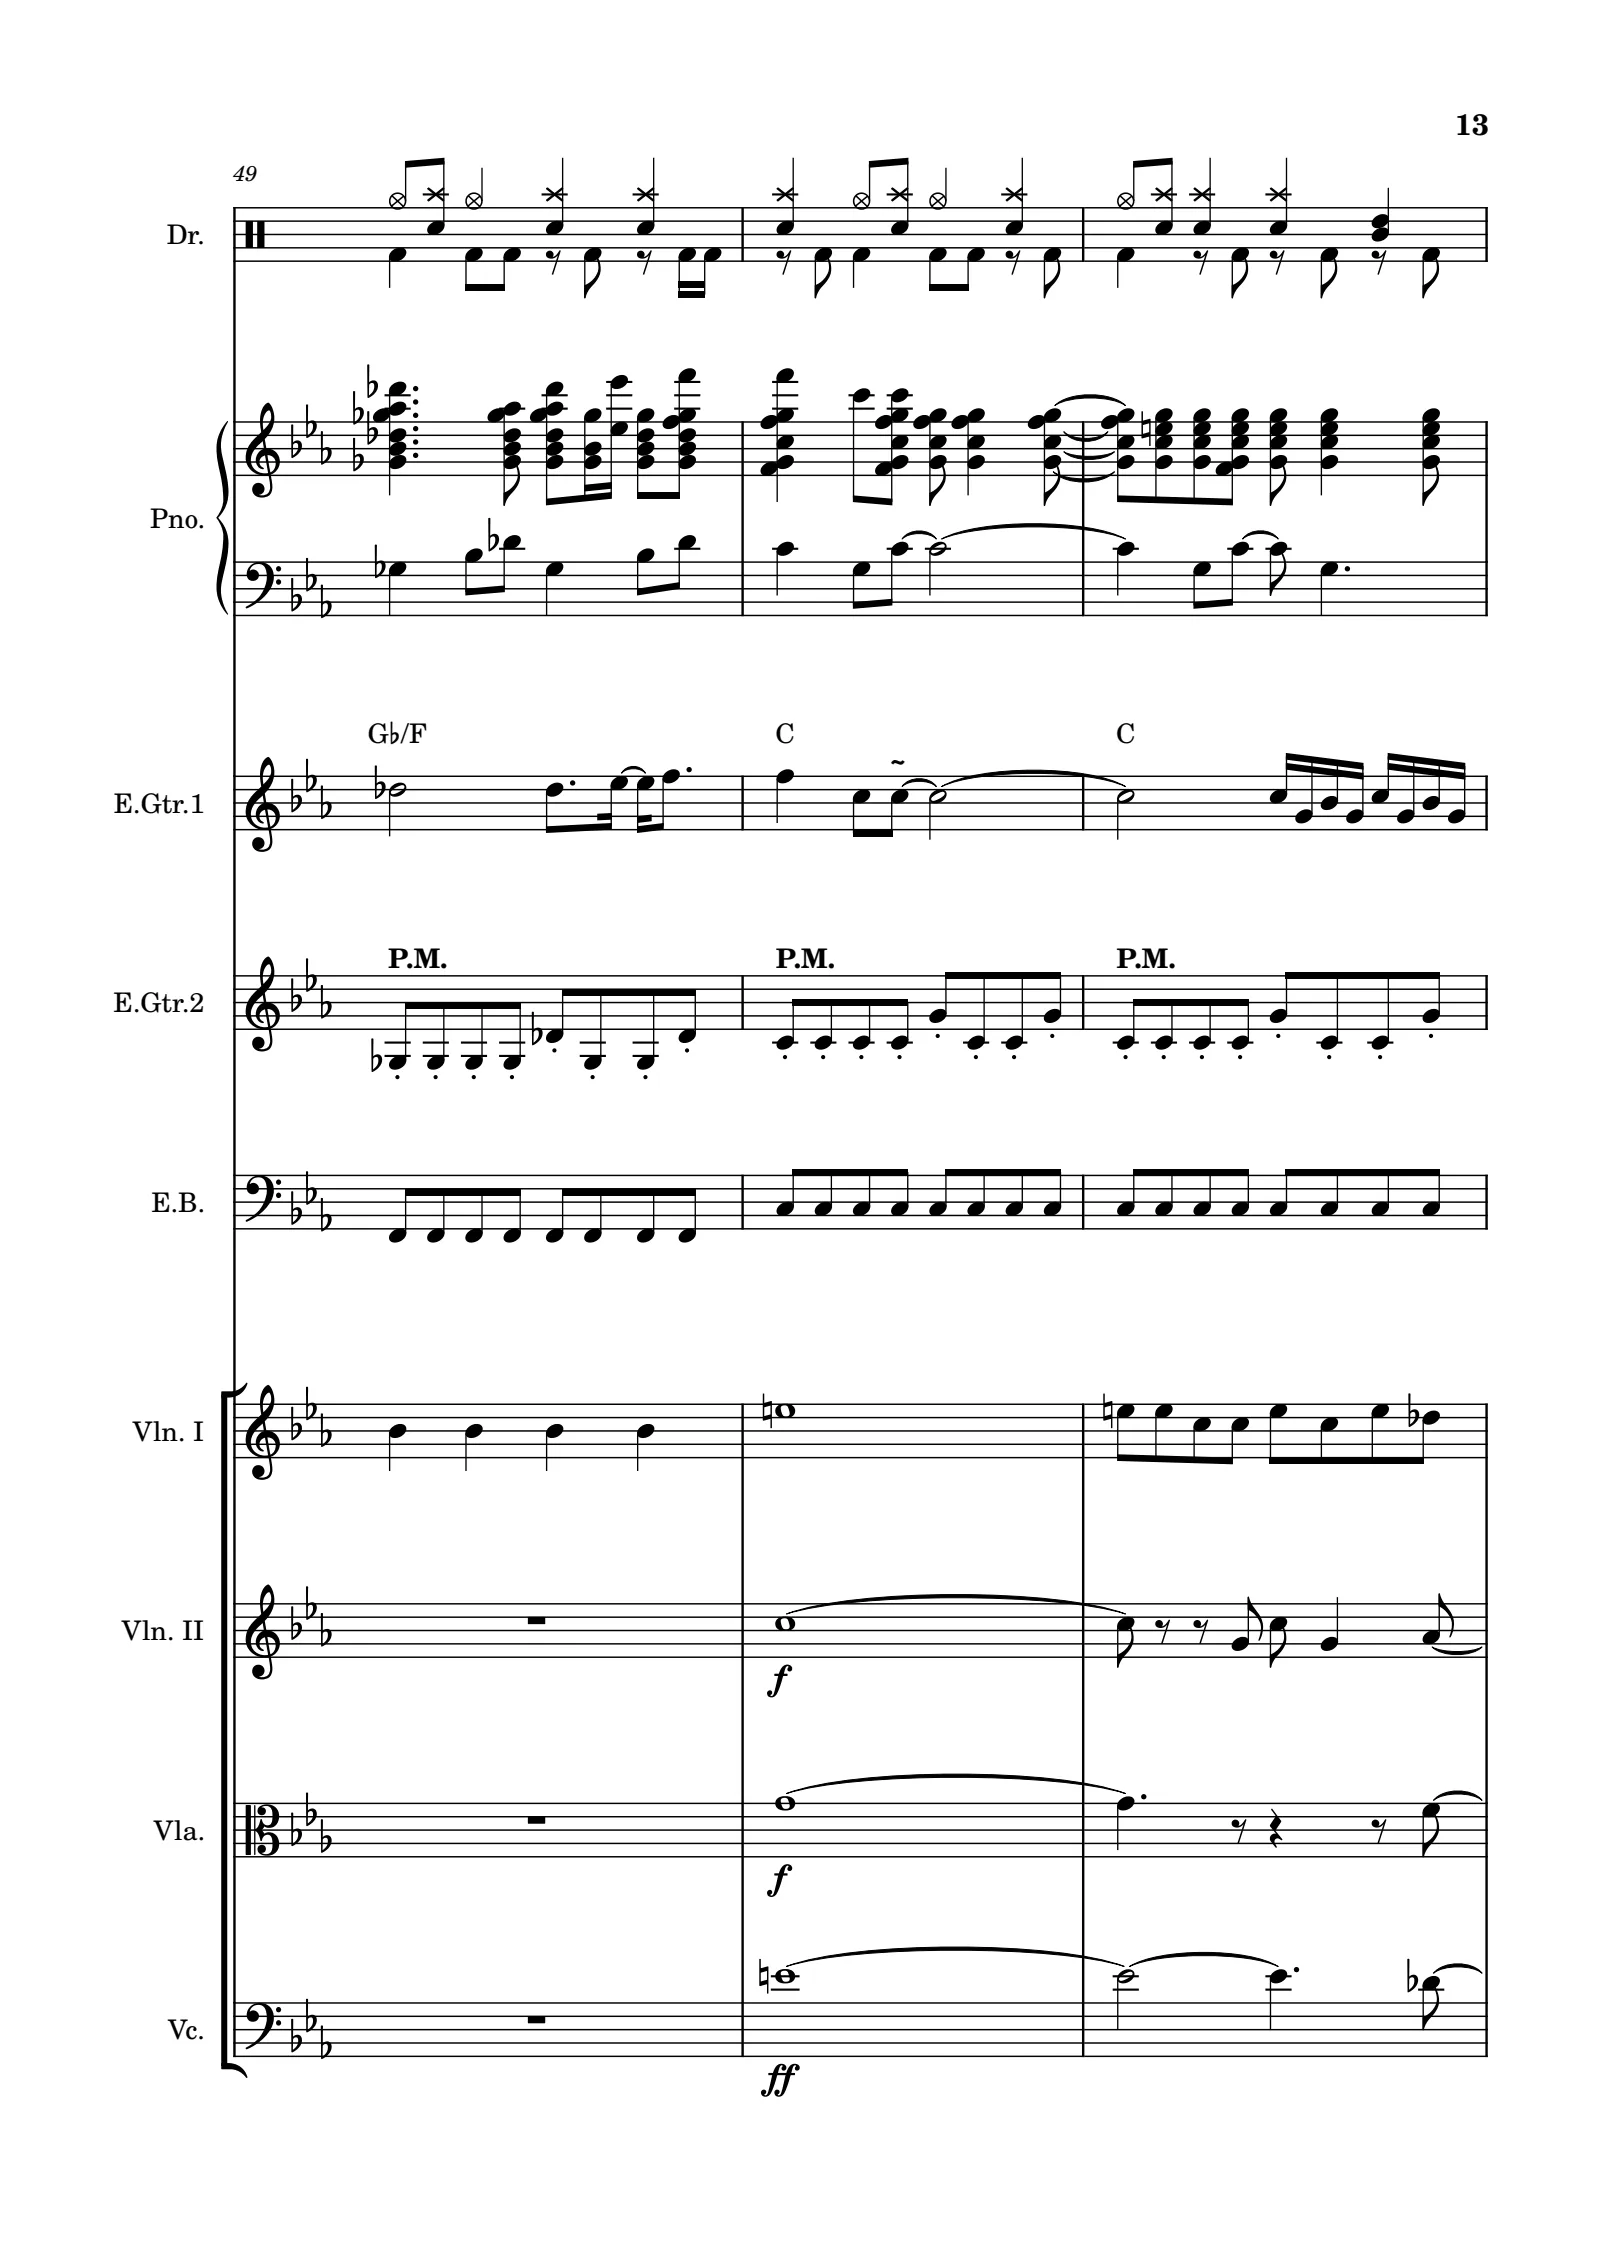 13
49
Dr.
Pno.
G♭/F C C
E.Gtr.1
~
P.M. P.M. P.M.
E.Gtr.2
E.B.
Vln. I
Vln. II
f
Vla.
f
Vc.
ff